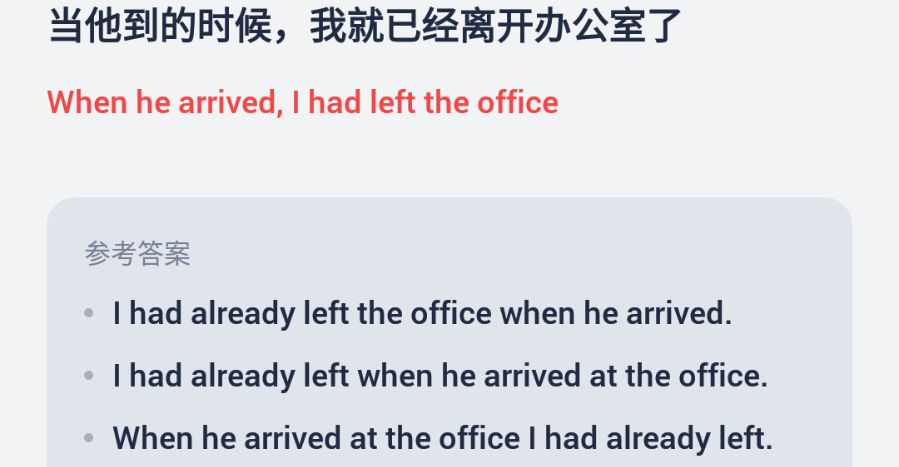 当他到的时候，我就已经离开办公室了
When he arrived, I had left the office
参考答案
• I had already left the office when he arrived.
• I had already left when he arrived at the office.
• When he arrived at the office I had already left.